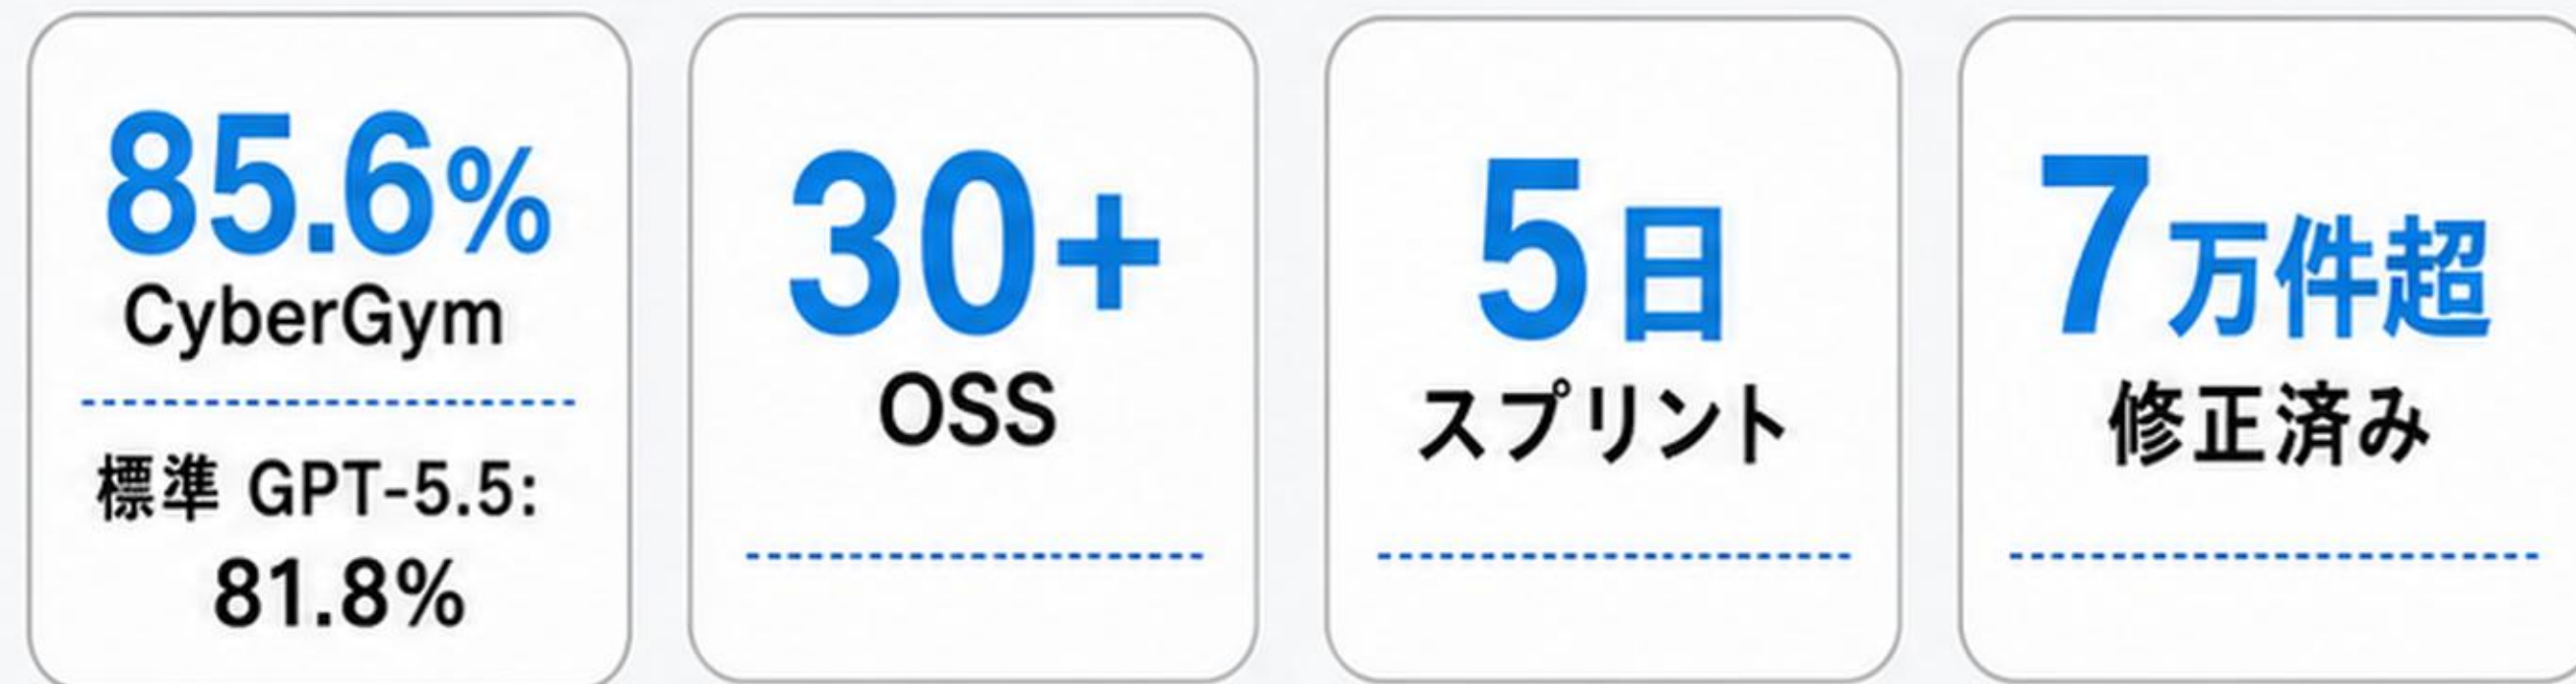 85.6%
CyberGym
標準 GPT-5.5:
81.8%
30+
OSS
5日
スプリント
7万件超
修正済み